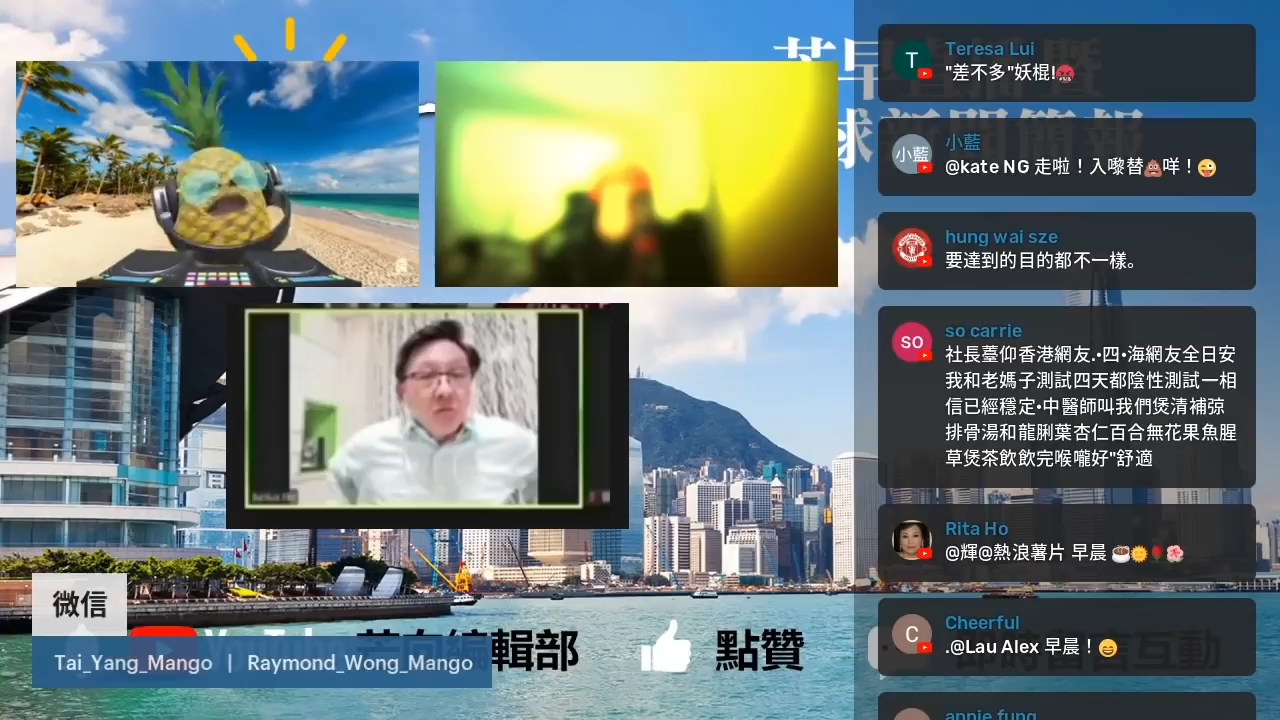 Teresa Lui
"差不多"妖棍!😡
小藍
小藍
@kate NG 走啦！入嚟替💩咩！😜
hung wai sze
要達到的目的都不一樣。
SO
so carrie
社長薹仰香港網友.•四•海網友全日安
我和老媽子測試四天都陰性測試一相
信已經穩定•中醫師叫我們煲清補弶
排骨湯和龍脷葉杏仁百合無花果魚腥
草煲茶飲飲完喉嚨好"舒適
Rita Ho
@輝@熱浪薯片 早晨 ☕🌞🌹🌺
Cheerful
.@Lau Alex 早晨！😄
annie fung
微信
Tai_Yang_Mango | Raymond_Wong_Mango
編輯部
點贊
即時留言互動